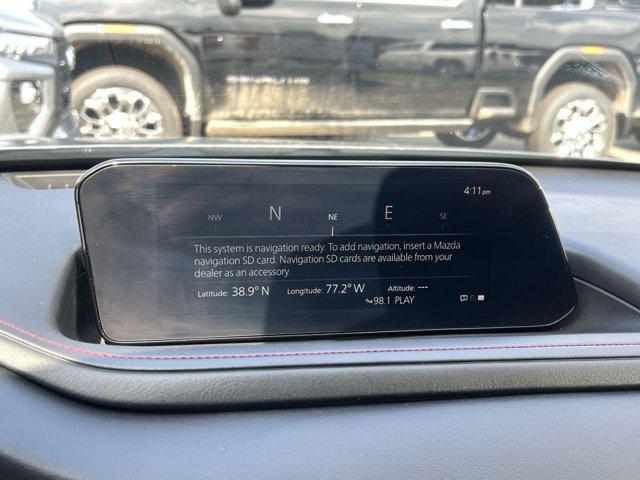 4:11pm
NW N NE E SE
This system is navigation ready. To add navigation, insert a Mazda
navigation SD card. Navigation SD cards are available from your
dealer as an accessory.
Latitude: 38.9° N Longitude: 77.2° W Altitude: ---
98.1 PLAY